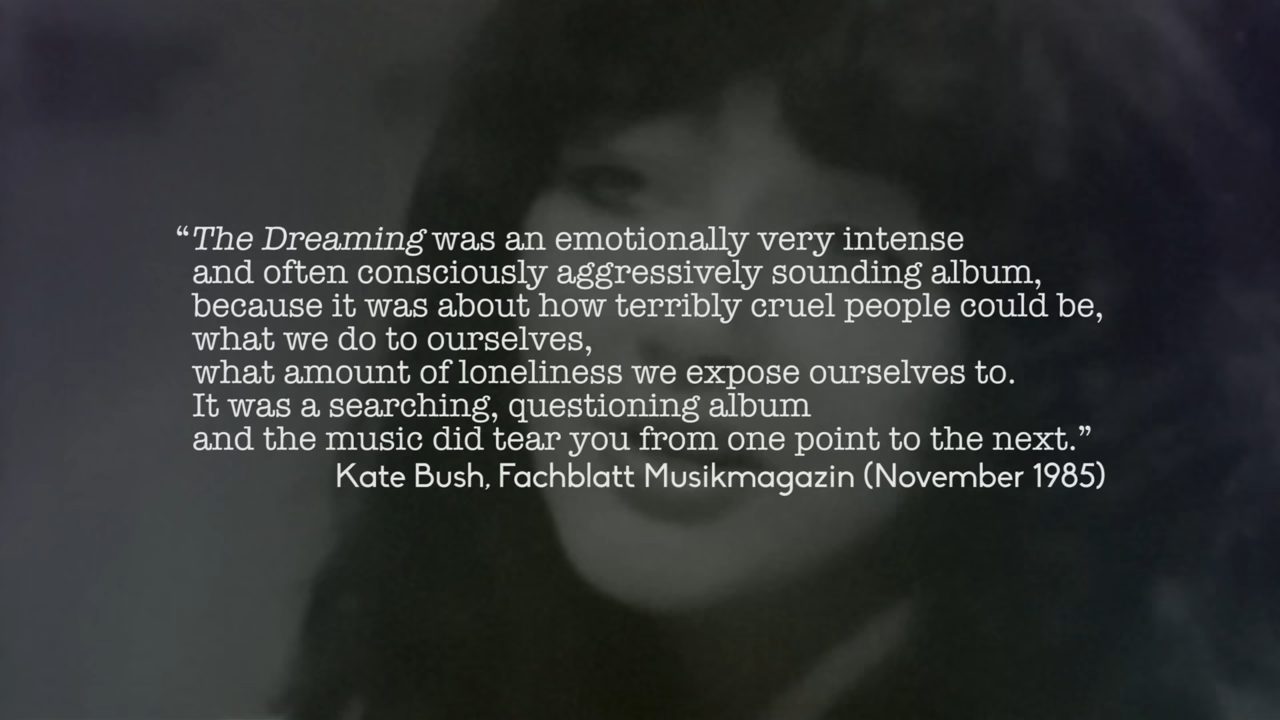 “The Dreaming was an emotionally very intense
and often consciously aggressively sounding album,
because it was about how terribly cruel people could be,
what we do to ourselves,
what amount of loneliness we expose ourselves to.
It was a searching, questioning album
and the music did tear you from one point to the next.”
Kate Bush, Fachblatt Musikmagazin (November 1985)